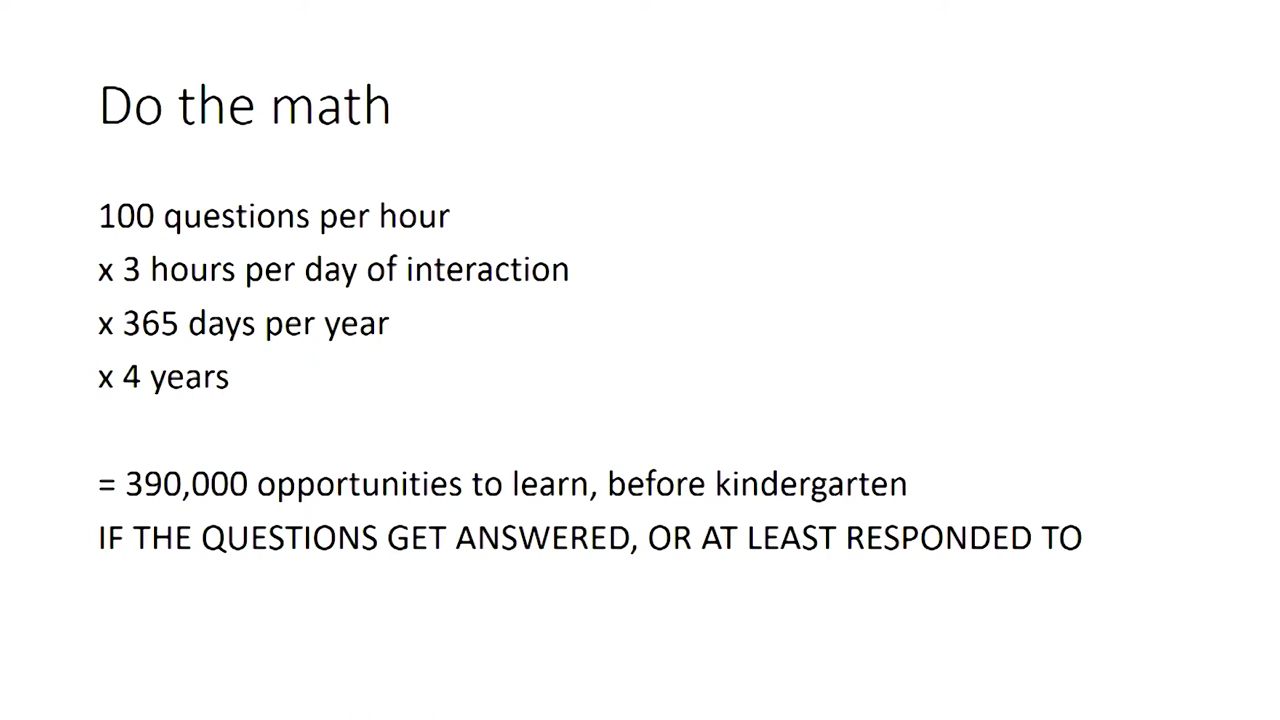 Do the math
100 questions per hour
x 3 hours per day of interaction
x 365 days per year
x 4 years
= 390,000 opportunities to learn, before kindergarten
IF THE QUESTIONS GET ANSWERED, OR AT LEAST RESPONDED TO